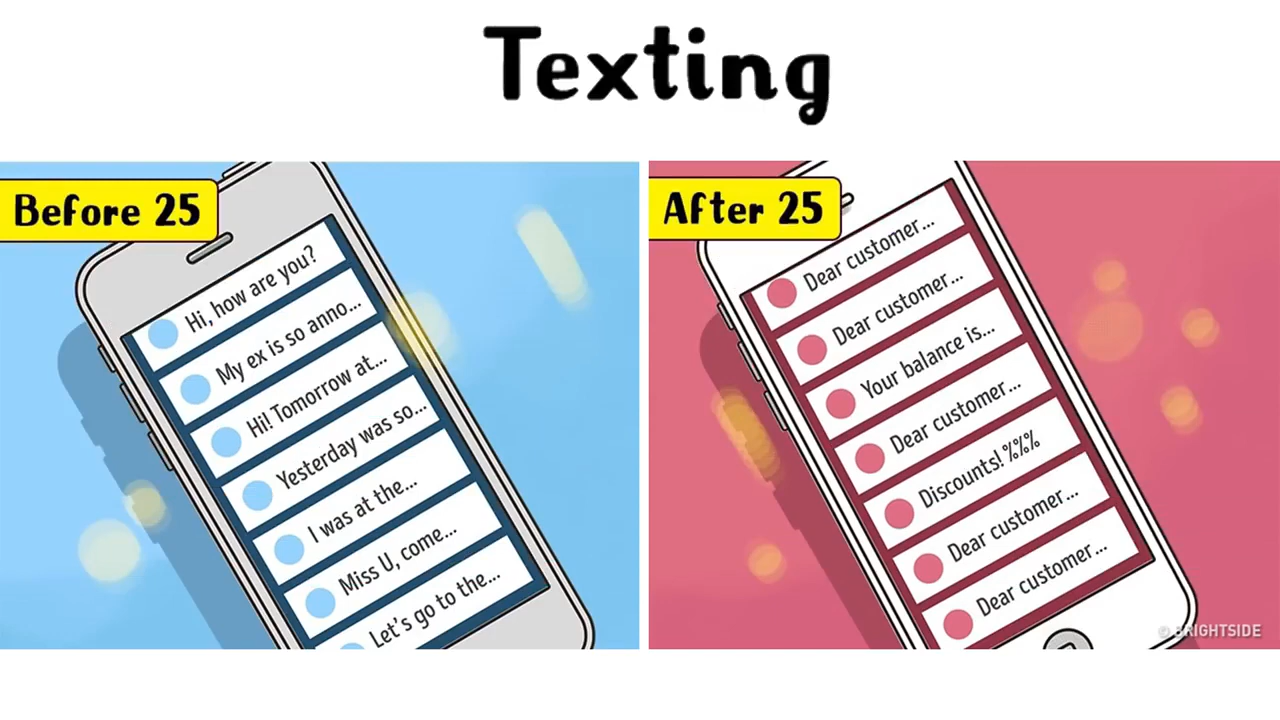 Texting
Before 25
Hi, how are you?
My ex is so anno...
Hi! Tomorrow at...
Yesterday was so...
I was at the...
Miss U, come...
Let's go to the...
After 25
Dear customer...
Dear customer...
Your balance is...
Dear customer...
Discounts! %%%
Dear customer...
Dear customer...
© BRIGHTSIDE